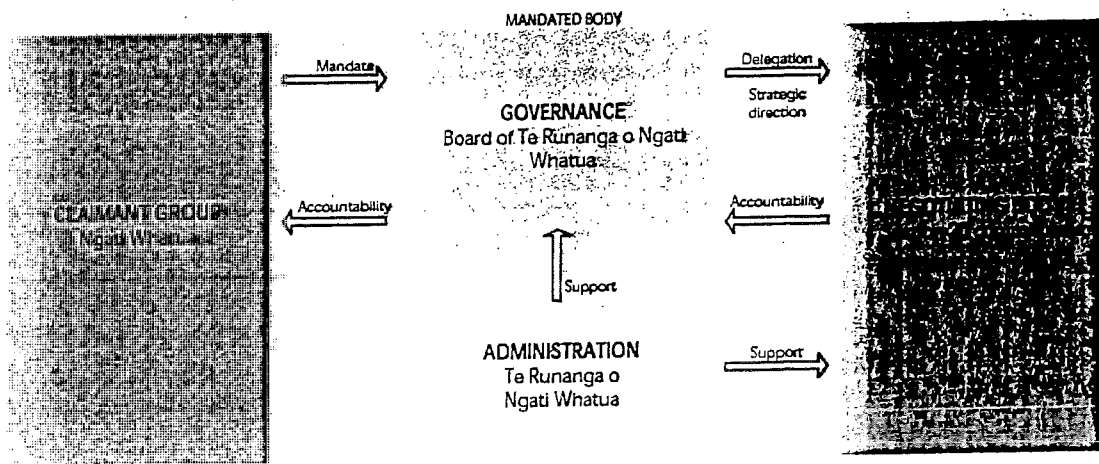 MANDATED BODY
Mandate
Delegation
Strategic
direction
GOVERNANCE
Board of Te Runanga o Ngati
Whatua
CLAIMANT GROUP
Ngati Whatua
Accountability
Accountability
Support
ADMINISTRATION
Te Runanga o
Ngati Whatua
Support